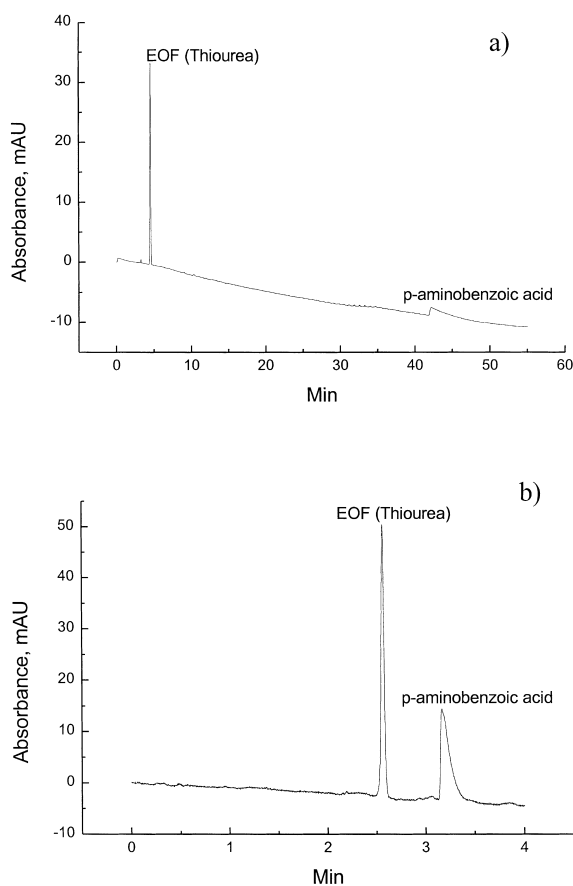 a)
40
EOF (Thiourea)
30
20
10
0
p-aminobenzoic acid
-10
Absorbance, mAU
0 10 20 30 40 50 60
Min
b)
EOF (Thiourea)
50
40
30
20
p-aminobenzoic acid
10
0
-10
Absorbance, mAU
0 1 2 3 4
Min